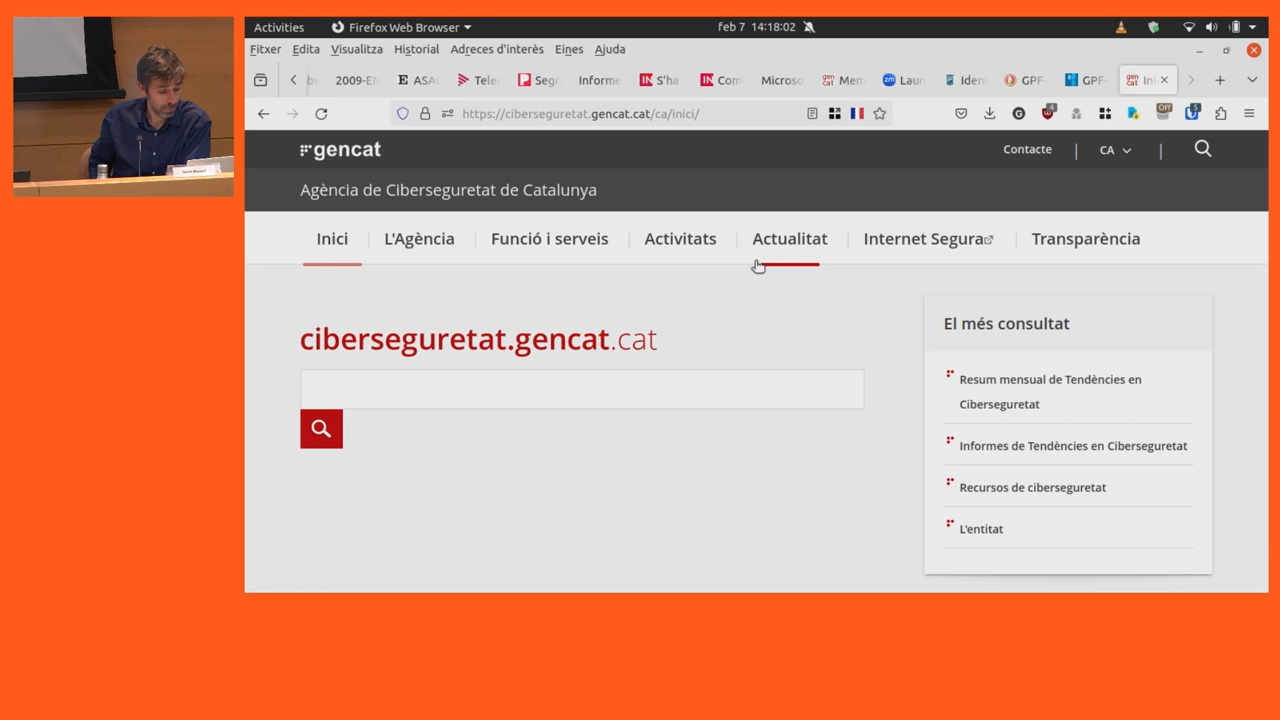 Activities
Firefox Web Browser
feb 7 14:18:02
Fitxer Edita Visualitza Historial Adreces d'interès Eines Ajuda
2009-E ASA Tele Segr Informe S'ha Com Microso Mem Laun Iden GPF- GPF- Ini
https://ciberseguretat.gencat.cat/ca/inici/
Off
gencat
Contacte
CA
Agència de Ciberseguretat de Catalunya
Inici
L'Agència
Funció i serveis
Activitats
Actualitat
Internet Segura
Transparència
ciberseguretat.gencat.cat
El més consultat
Resum mensual de Tendències en
Ciberseguretat
Informes de Tendències en Ciberseguretat
Recursos de ciberseguretat
L'entitat